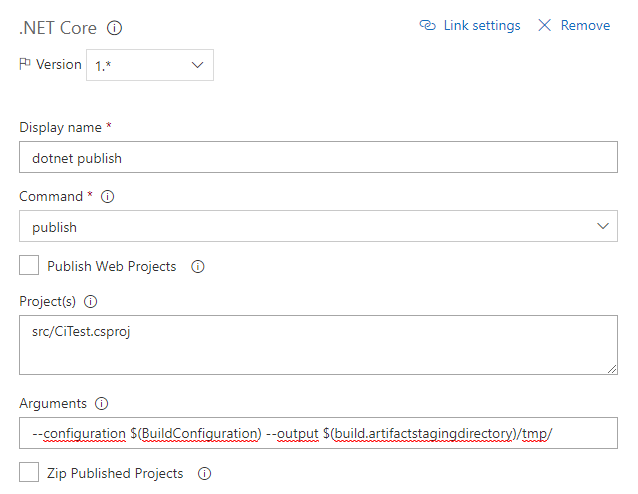 .NET Core
Link settings
Remove
Version 1.*
Display name *
dotnet publish
Command *
publish
Publish Web Projects
Project(s)
src/CiTest.csproj
Arguments
--configuration $(BuildConfiguration) --output $(build.artifactstagingdirectory)/tmp/
Zip Published Projects